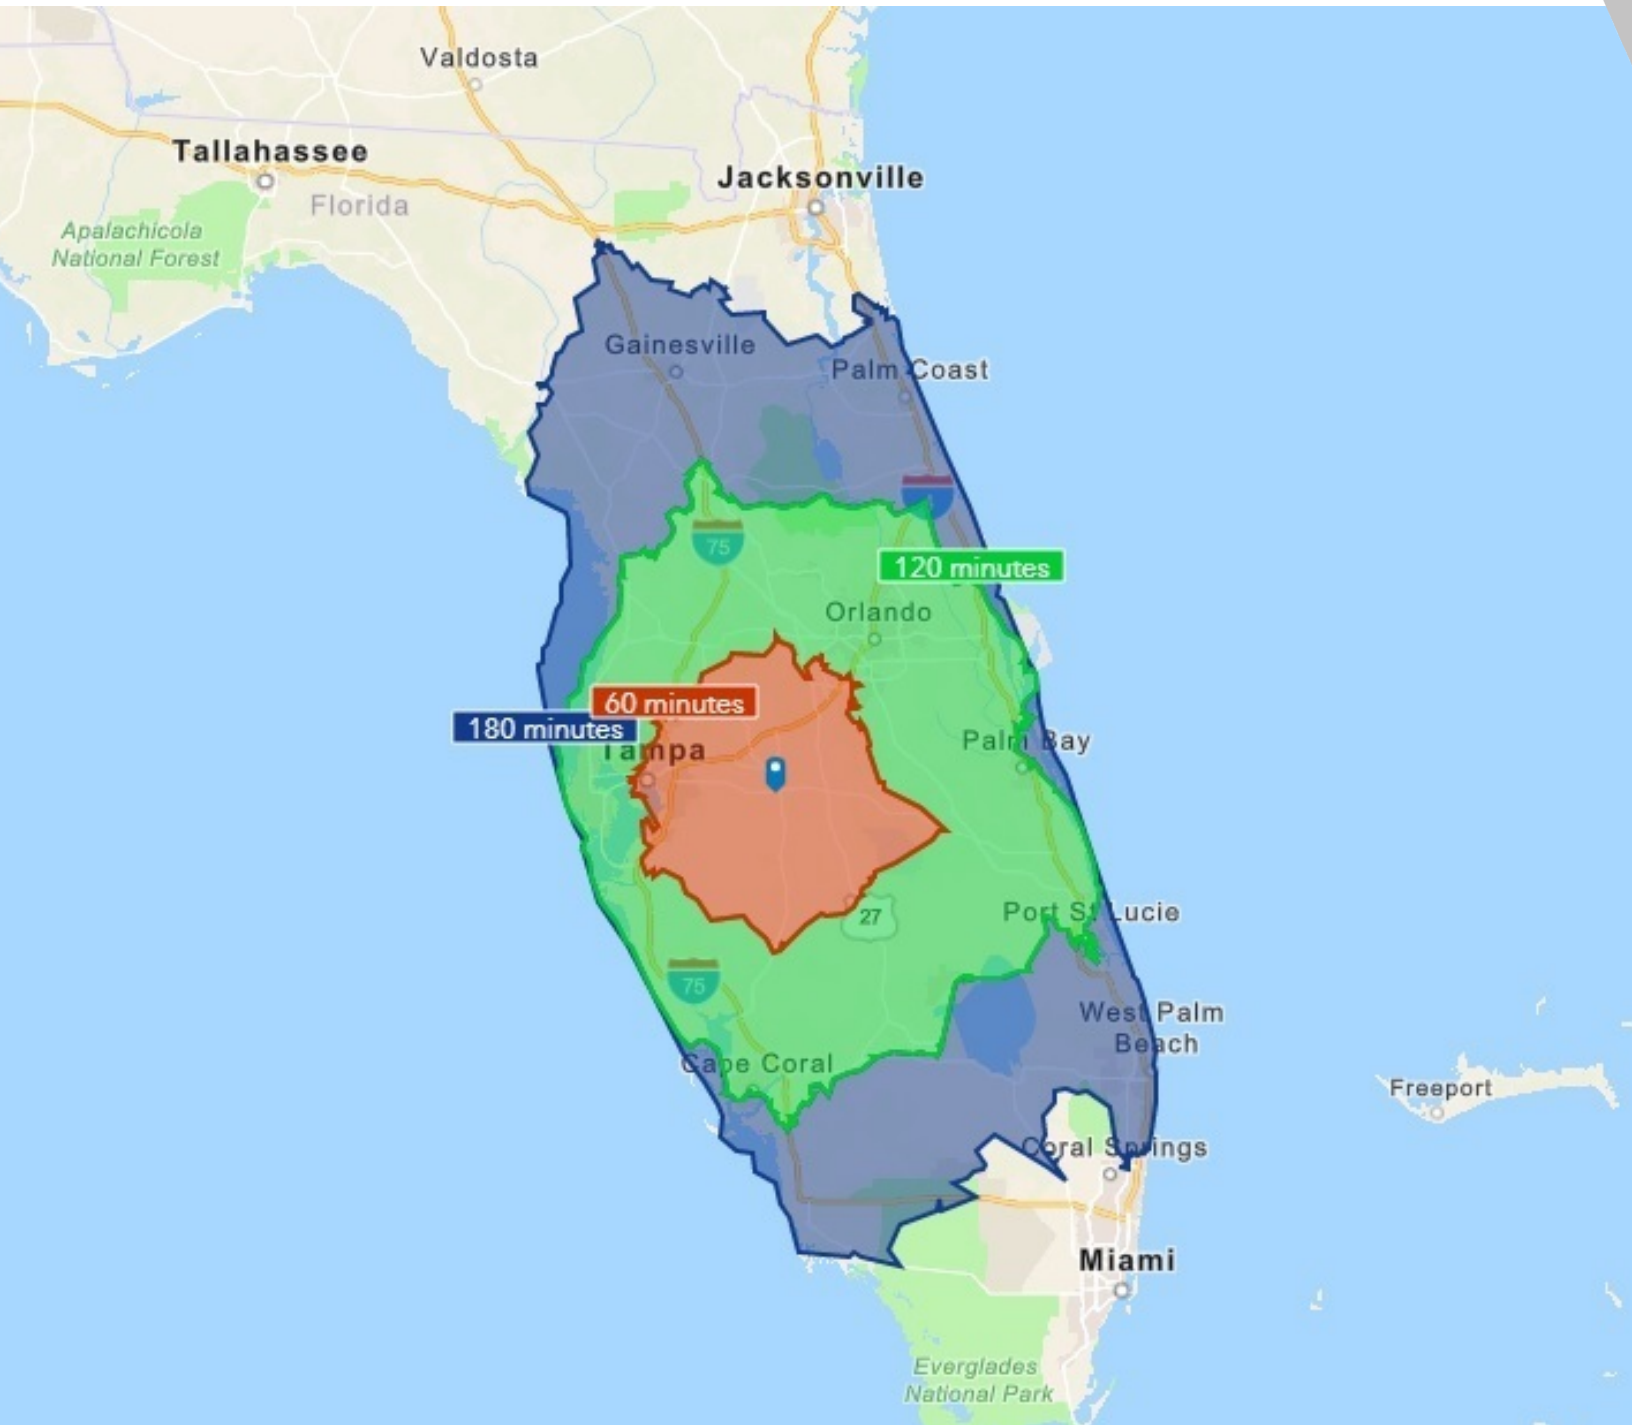 Valdosta
Tallahassee
Jacksonville
Florida
Apalachicola
National Forest
Gainesville
Palm Coast
75
120 minutes
Orlando
60 minutes
180 minutes
Tampa
Palm Bay
27
Port St Lucie
75
West Palm
Beach
Cape Coral
Freeport
Coral Springs
Miami
Everglades
National Park